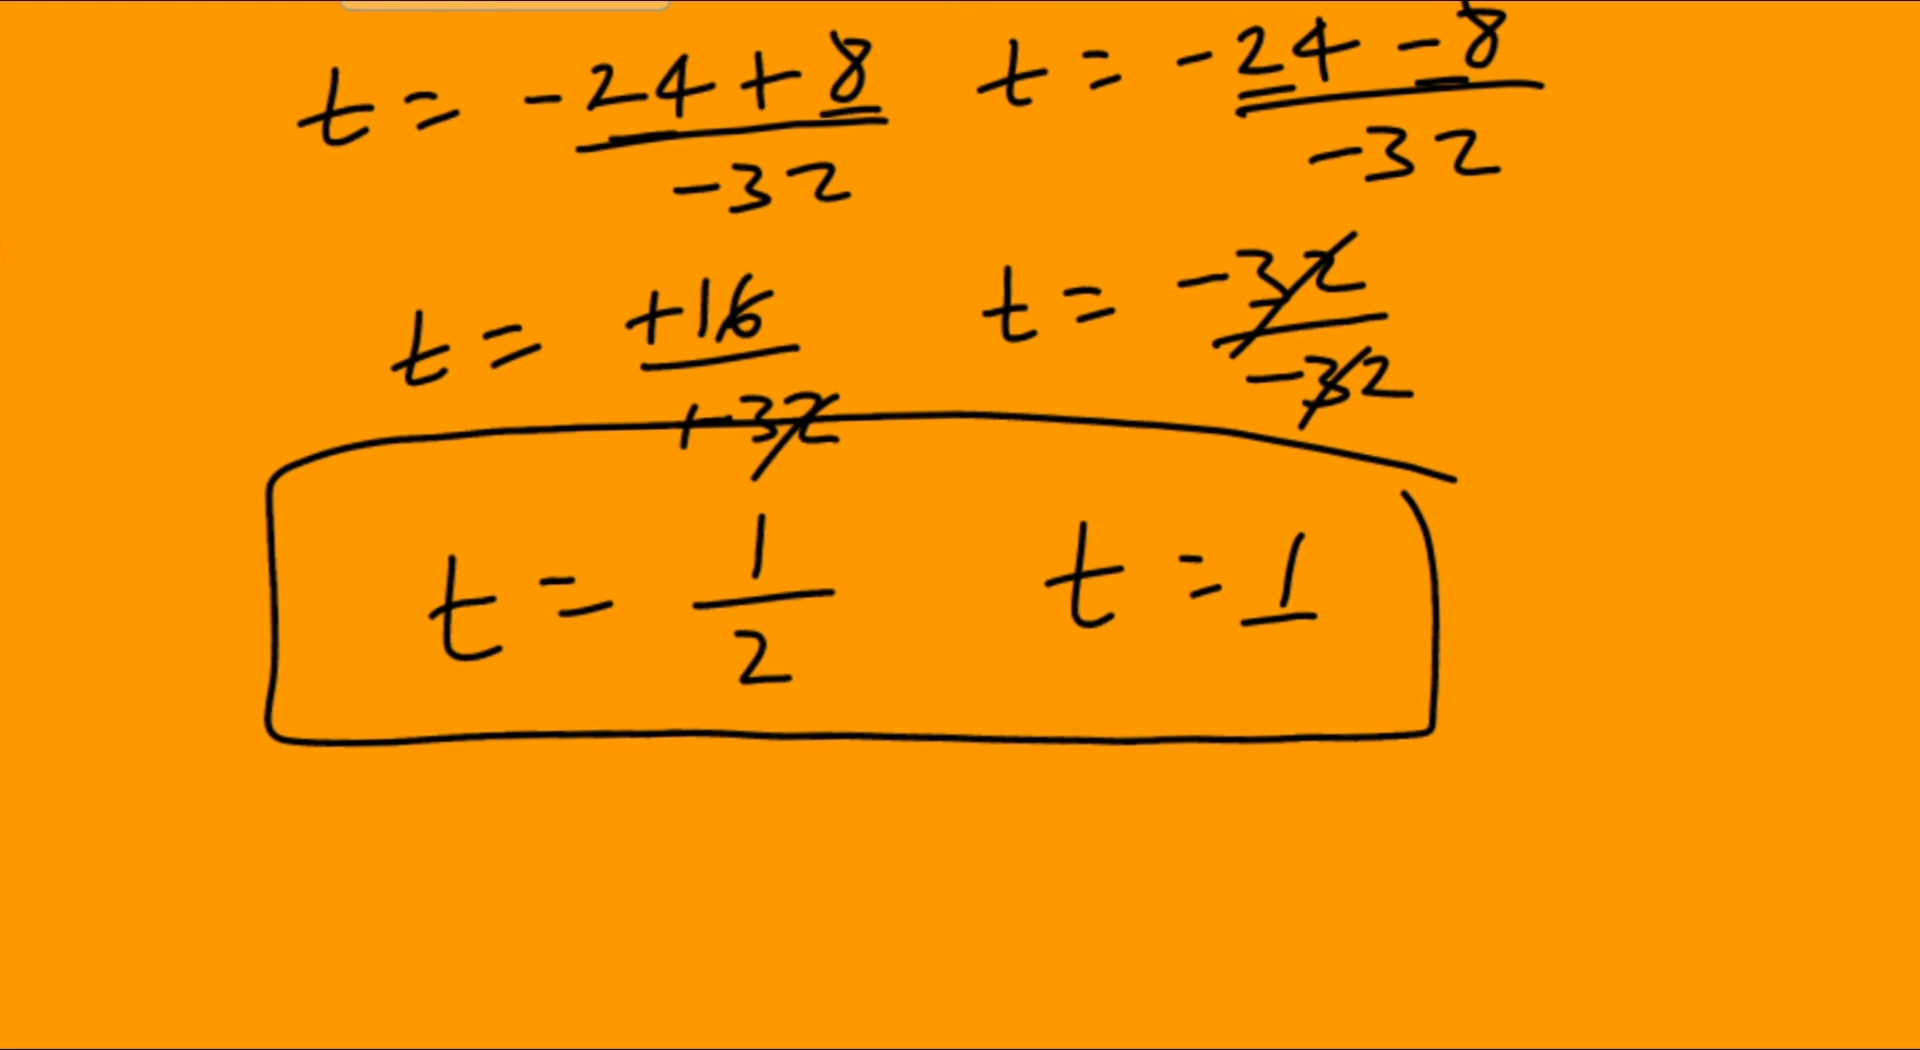 t = -24 + 8 / -32 t = -24 - 8 / -32
t = +16 / +32 t = -32 / -32
t = 1/2 t = 1